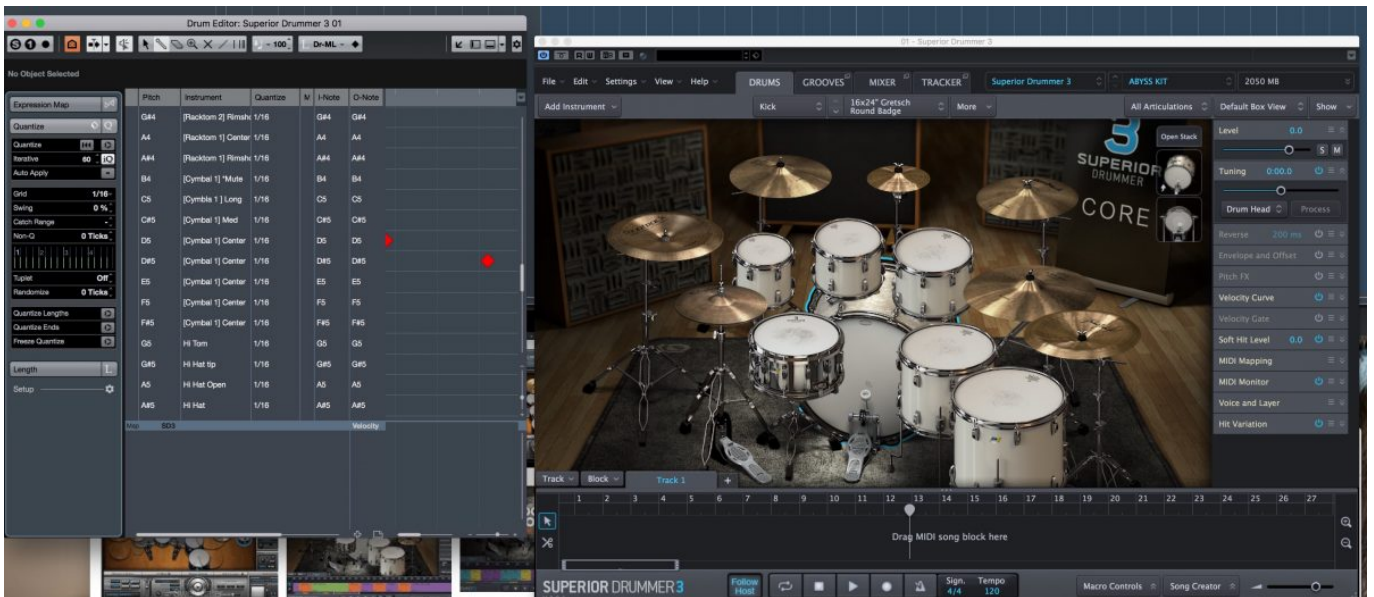 Drum Editor: Superior Drummer 3 01
~ 100
Dr-ML
No Object Selected
Expression Map
Quantize
Quantize
Iterative 60 iQ
Auto Apply
Grid 1/16
Swing 0 %
Catch Range -
Non-Q 0 Ticks
1 2 3 4
Tuplet Off
Randomize 0 Ticks
Quantize Lengths
Quantize Ends
Freeze Quantize
Length L
Setup
Pitch Instrument Quantize M I-Note O-Note
G#4 [Racktom 2] Rimsho 1/16 G#4 G#4
A4 [Racktom 1] Center 1/16 A4 A4
A#4 [Racktom 1] Rimsho 1/16 A#4 A#4
B4 [Cymbal 1] *Mute 1/16 B4 B4
C5 [Cymbla 1 ] Long 1/16 C5 C5
C#5 [Cymbal 1] Med 1/16 C#5 C#5
D5 [Cymbal 1] Center 1/16 D5 D5
D#5 [Cymbal 1] Center 1/16 D#5 D#5
E5 [Cymbal 1] Center 1/16 E5 E5
F5 [Cymbal 1] Center 1/16 F5 F5
F#5 [Cymbal 1] Center 1/16 F#5 F#5
G5 Hi Tom 1/16 G5 G5
G#5 Hi Hat tip 1/16 G#5 G#5
A5 Hi Hat Open 1/16 A5 A5
A#5 Hi Hat 1/16 A#5 A#5
Map SD3 Velocity
01 - Superior Drummer 3
File Edit Settings View Help DRUMS GROOVES MIXER TRACKER Superior Drummer 3 ABYSS KIT 2050 MB
Add Instrument Kick 16x24" Gretsch Round Badge More All Articulations Default Box View Show
3
SUPERIOR
DRUMMER
CORE
Open Stack
Level 0.0
S M
Tuning 0:00.0
Drum Head Process
Reverse 200 ms
Envelope and Offset
Pitch FX
Velocity Curve
Velocity Gate
Soft Hit Level 0.0
MIDI Mapping
MIDI Monitor
Voice and Layer
Hit Variation
Track Block Track 1 +
1 2 3 4 5 6 7 8 9 10 11 12 13 14 15 16 17 18 19 20 21 22 23 24 25 26 27
Drag MIDI song block here
SUPERIOR DRUMMER 3
Follow Host
Sign. 4/4
Tempo 120
Macro Controls Song Creator